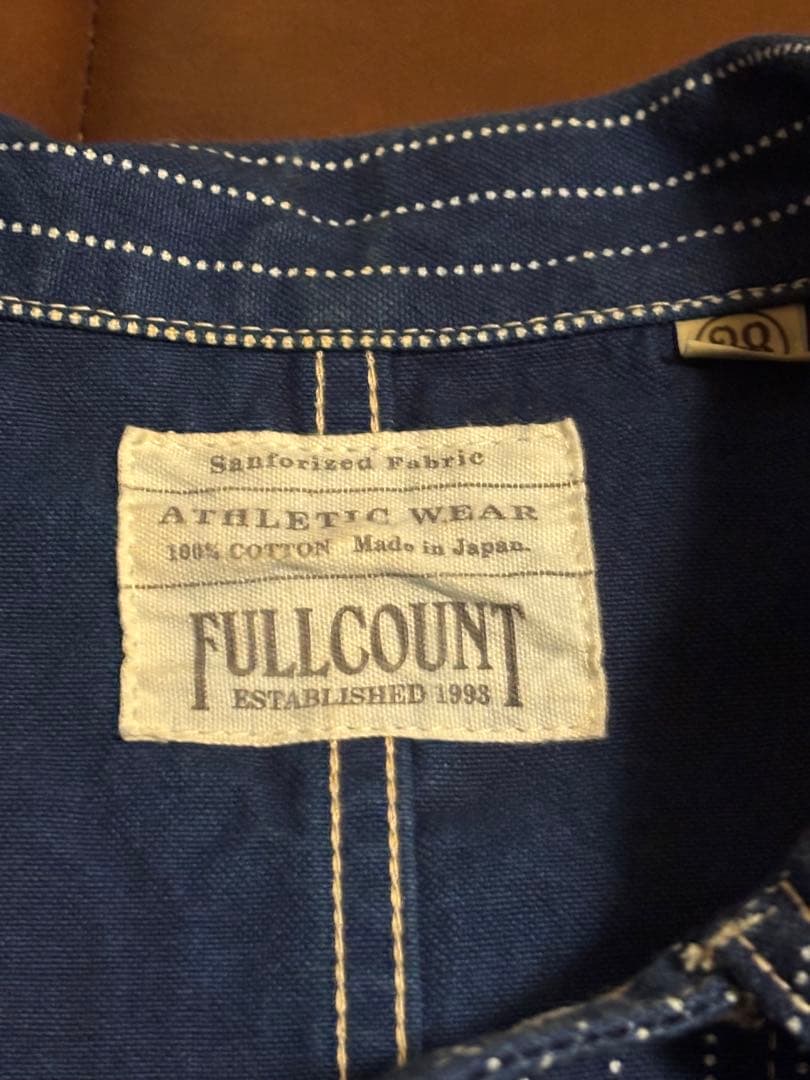 Sanforized Fabric
ATHLETIC WEAR
100% COTTON Made in Japan.
FULLCOUNT
ESTABLISHED 1993